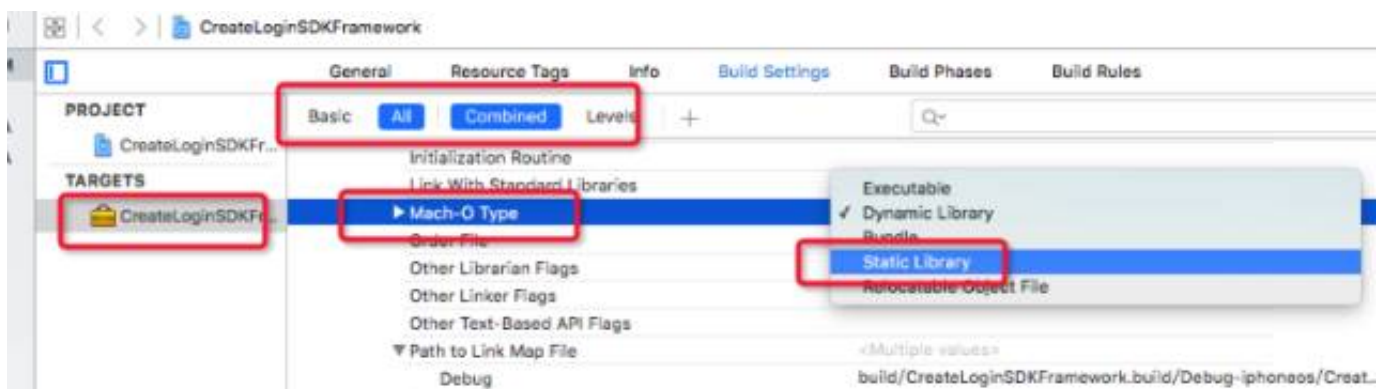 CreateLoginSDKFramework
General Resource Tags Info Build Settings Build Phases Build Rules
PROJECT
CreateLoginSDKFr...
TARGETS
CreateLoginSDKFr...
Basic All Combined Levels +
Initialization Routine
Link With Standard Libraries
Mach-O Type
Order File
Other Librarian Flags
Other Linker Flags
Other Text-Based API Flags
Path to Link Map File <Multiple values>
Debug build/CreateLoginSDKFramework.build/Debug-iphoneos/Creat...
Executable
✓ Dynamic Library
Bundle
Static Library
Relocatable Object File